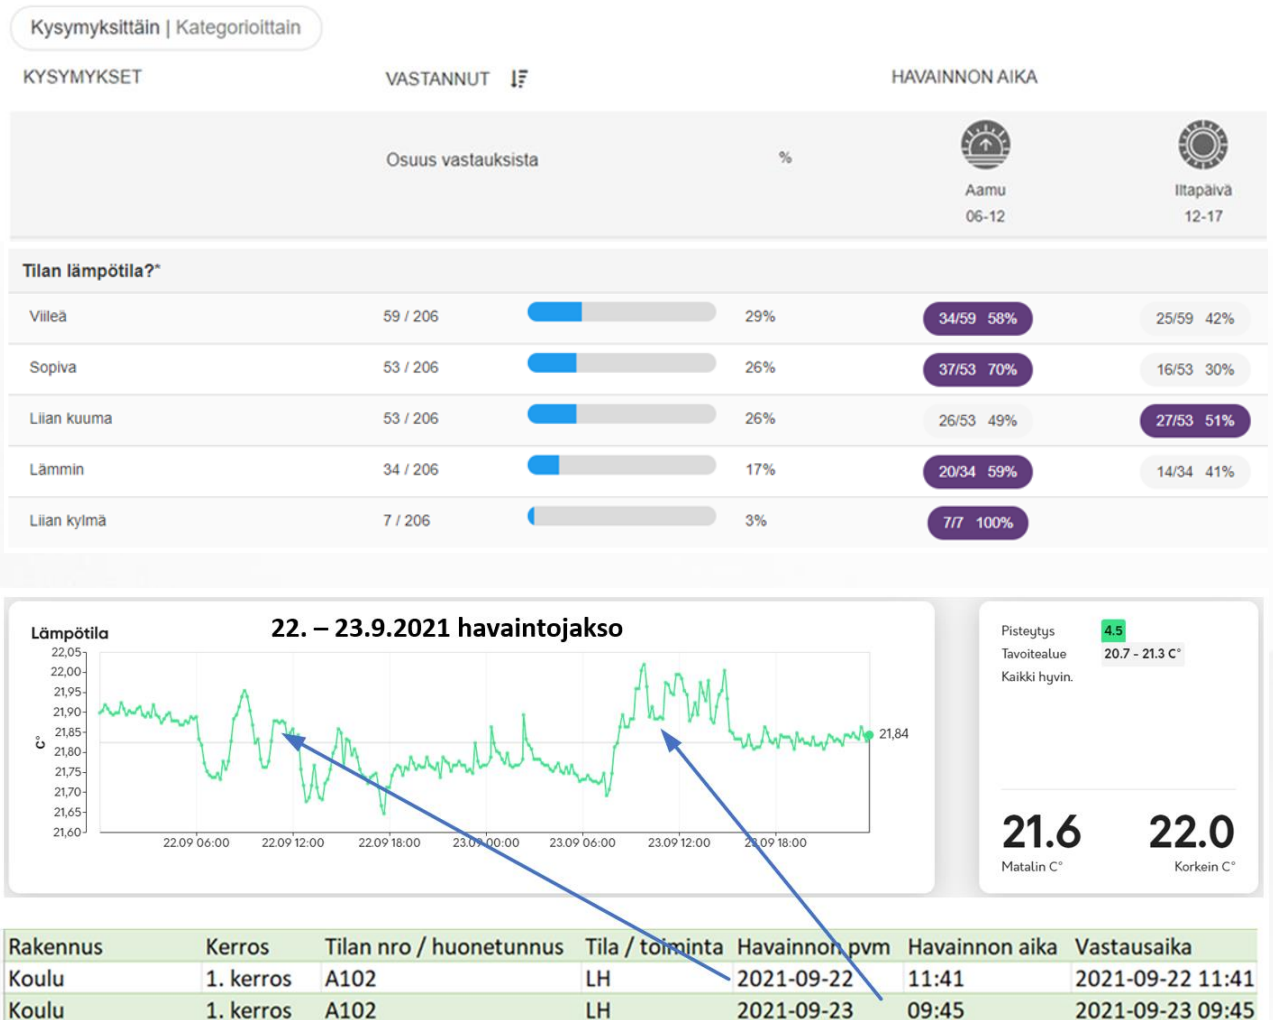 Kysymyksittäin | Kategorioittain
KYSYMYKSET VASTANNUT HAVAINNON AIKA
Osuus vastauksista %
Aamu Iltapäivä
06-12 12-17
Tilan lämpötila?*
Viileä 59 / 206 29% 34/59 58% 25/59 42%
Sopiva 53 / 206 26% 37/53 70% 16/53 30%
Liian kuuma 53 / 206 26% 26/53 49% 27/53 51%
Lämmin 34 / 206 17% 20/34 59% 14/34 41%
Liian kylmä 7 / 206 3% 7/7 100%
Lämpötila 22. – 23.9.2021 havaintojakso
22,05
22,00
21,95
21,90
21,85
21,80
21,75
21,70
21,65
21,60
C°
21,84
22.09 06:00 22.09 12:00 22.09 18:00 23.09 00:00 23.09 06:00 23.09 12:00 23.09 18:00
Pisteytys 4.5
Tavoitealue 20.7 - 21.3 C°
Kaikki hyvin.
21.6 22.0
Matalin C° Korkein C°
Rakennus Kerros Tilan nro / huonetunnus Tila / toiminta Havainnon pvm Havainnon aika Vastausaika
Koulu 1. kerros A102 LH 2021-09-22 11:41 2021-09-22 11:41
Koulu 1. kerros A102 LH 2021-09-23 09:45 2021-09-23 09:45